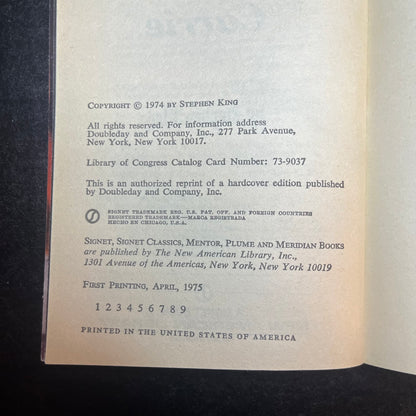 Carrie
COPYRIGHT © 1974 BY STEPHEN KING
All rights reserved. For information address
Doubleday and Company, Inc., 277 Park Avenue,
New York, New York 10017.
Library of Congress Catalog Card Number: 73-9037
This is an authorized reprint of a hardcover edition published
by Doubleday and Company, Inc.
SIGNET TRADEMARK REG. U.S. PAT. OFF. AND FOREIGN COUNTRIES
REGISTERED TRADEMARK—MARCA REGISTRADA
HECHO EN CHICAGO, U.S.A.
SIGNET, SIGNET CLASSICS, MENTOR, PLUME AND MERIDIAN BOOKS
are published by The New American Library, Inc.,
1301 Avenue of the Americas, New York, New York 10019
FIRST PRINTING, APRIL, 1975
1 2 3 4 5 6 7 8 9
PRINTED IN THE UNITED STATES OF AMERICA